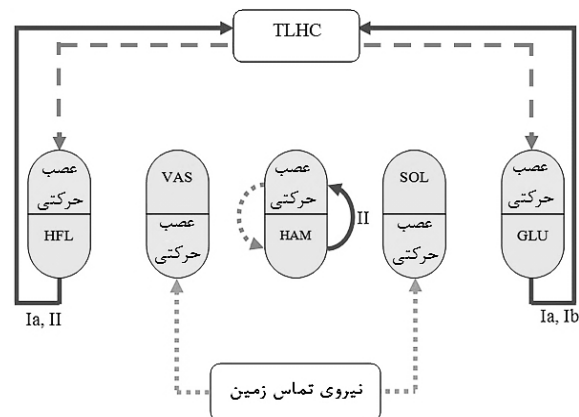 TLHC
عصب
حرکتی
HFL
VAS
عصب
حرکتی
عصب
حرکتی
HAM
II
SOL
عصب
حرکتی
عصب
حرکتی
GLU
Ia, II
Ia, Ib
نیروی تماس زمین